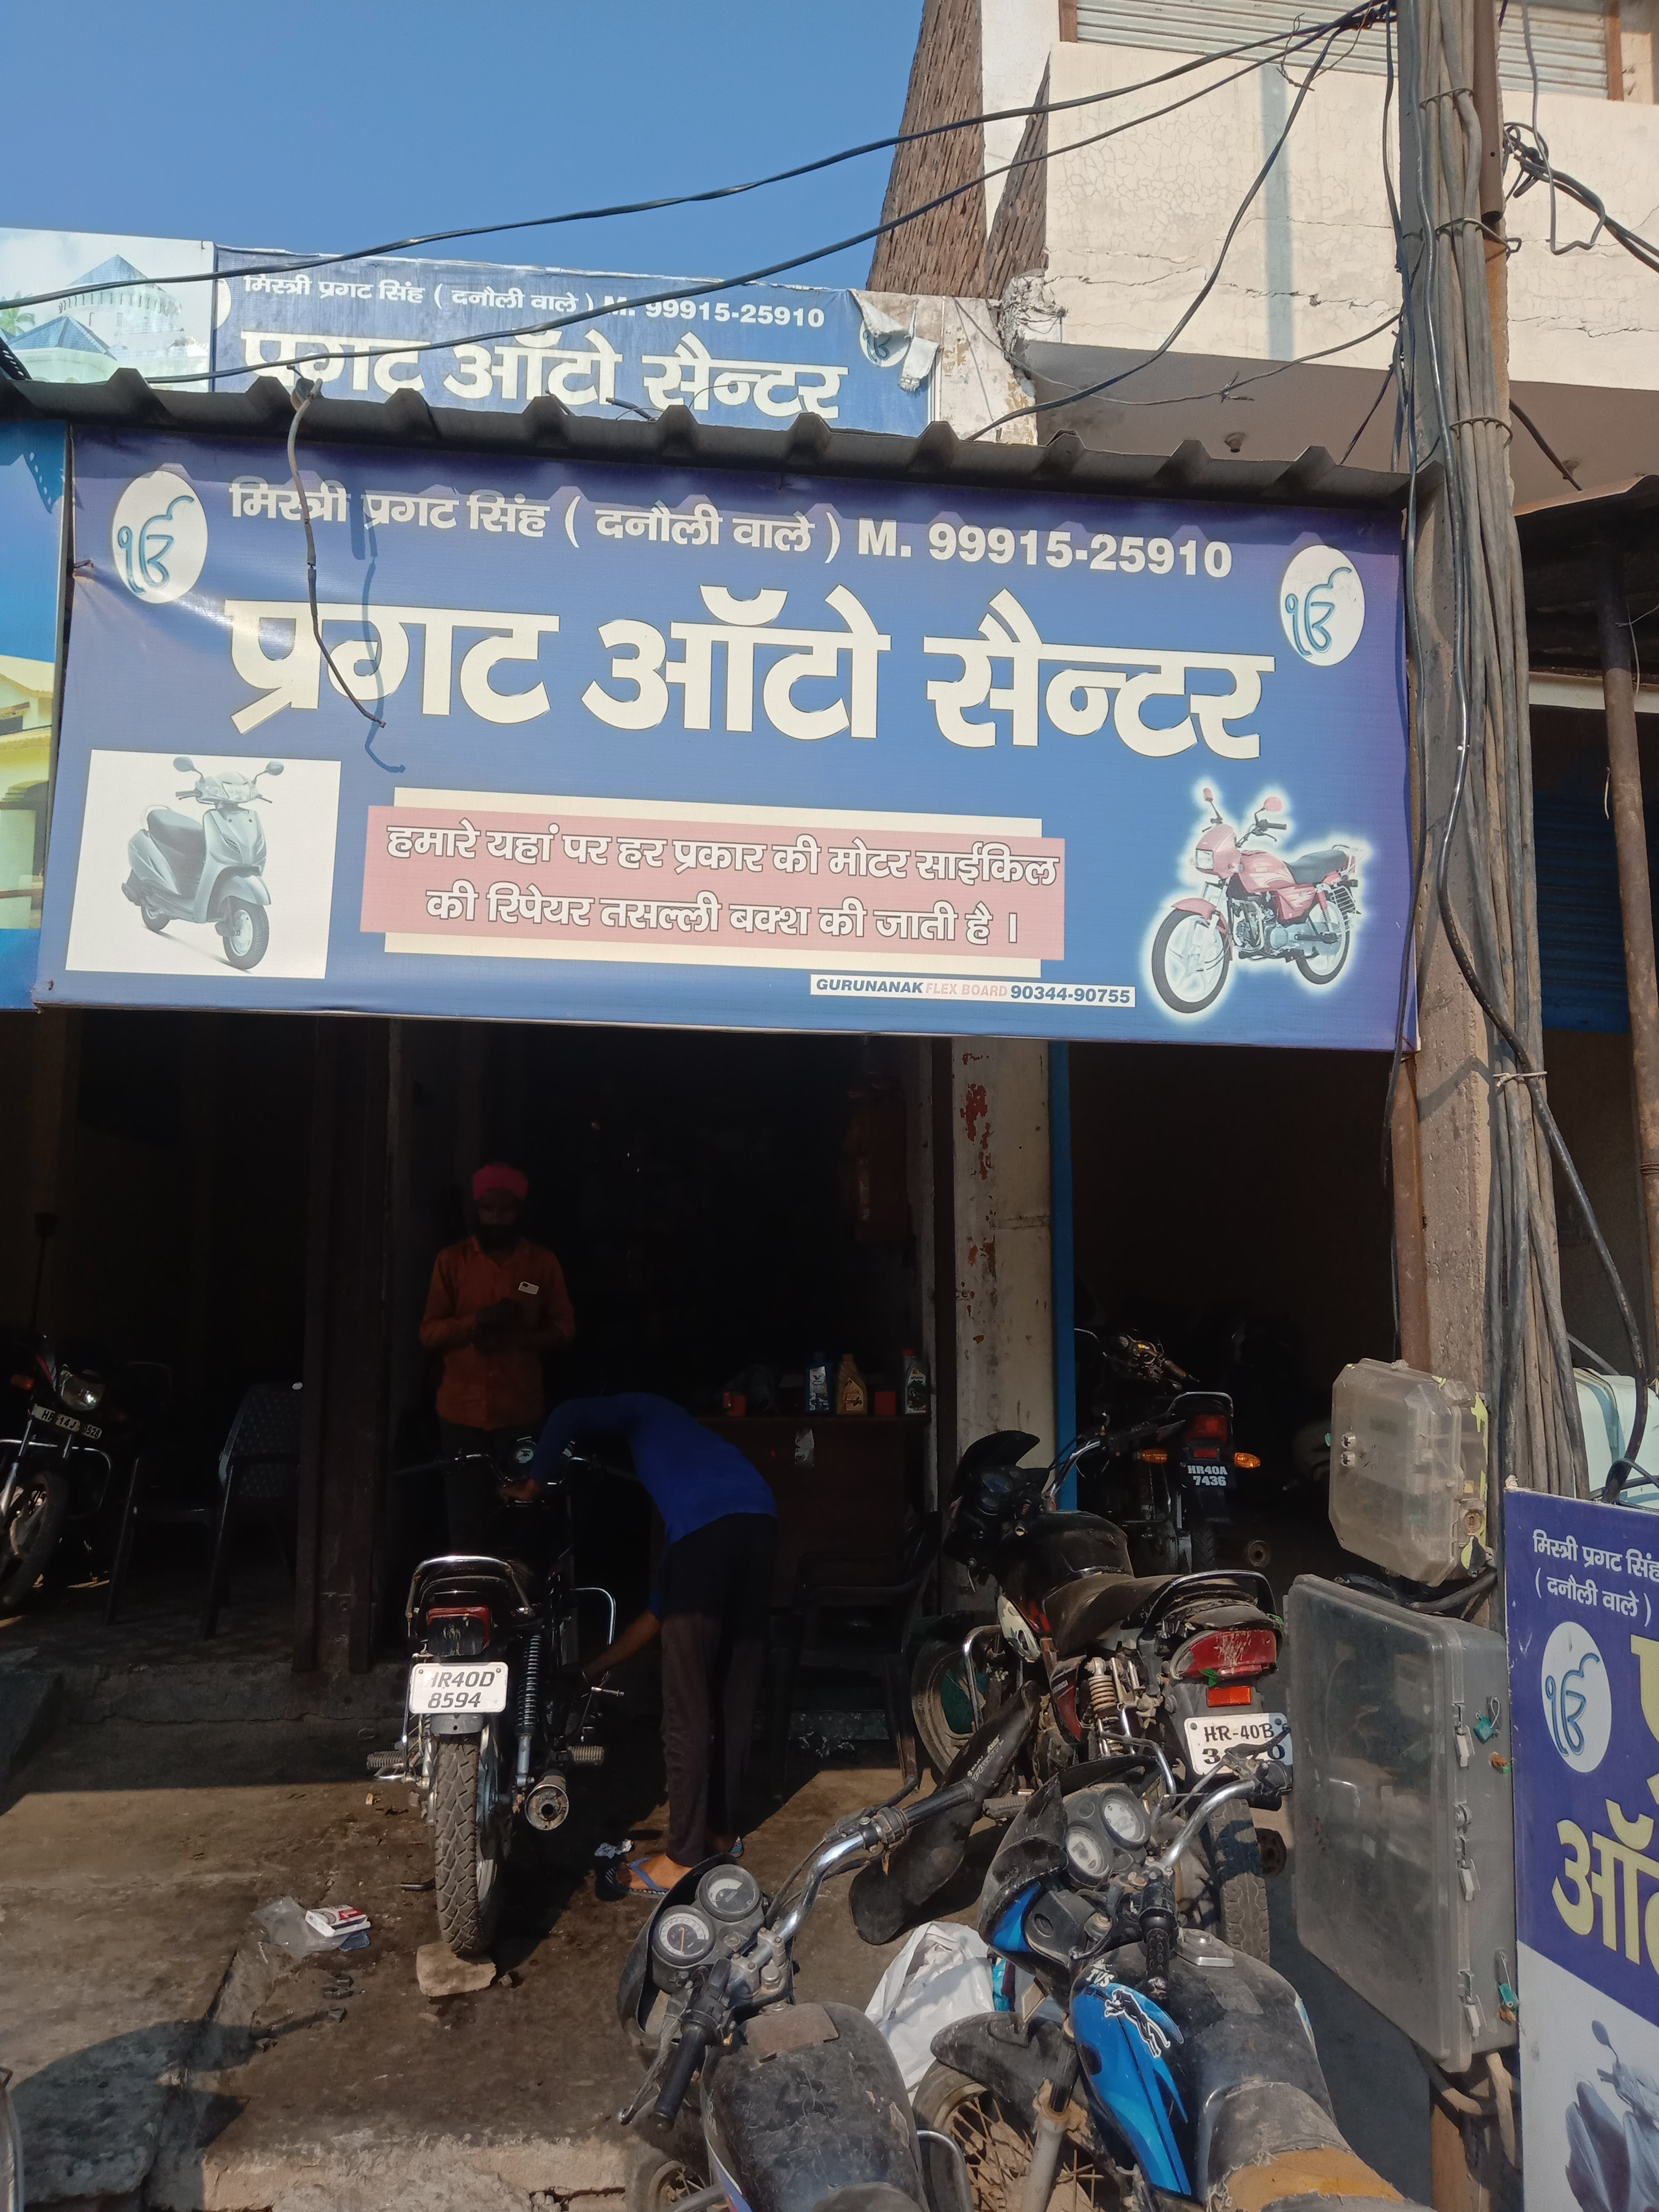 मिस्त्री प्रगट सिंह ( दनौली वाले ) M. 99915-25910
प्रगट ऑटो सैन्टर
ੴ
ੴ
मिस्त्री प्रगट सिंह ( दनौली वाले ) M. 99915-25910
ੴ
प्रगट ऑटो सैन्टर
हमारे यहां पर हर प्रकार की मोटर साईकिल
की रिपेयर तसल्ली बक्श की जाती है ।
GURUNANAK FLEX BOARD 90344-90755
HR40A
7436
HR40D
8594
HR-40B
मिस्त्री प्रगट सिंह
( दनौली वाले )
ੴ
TVS